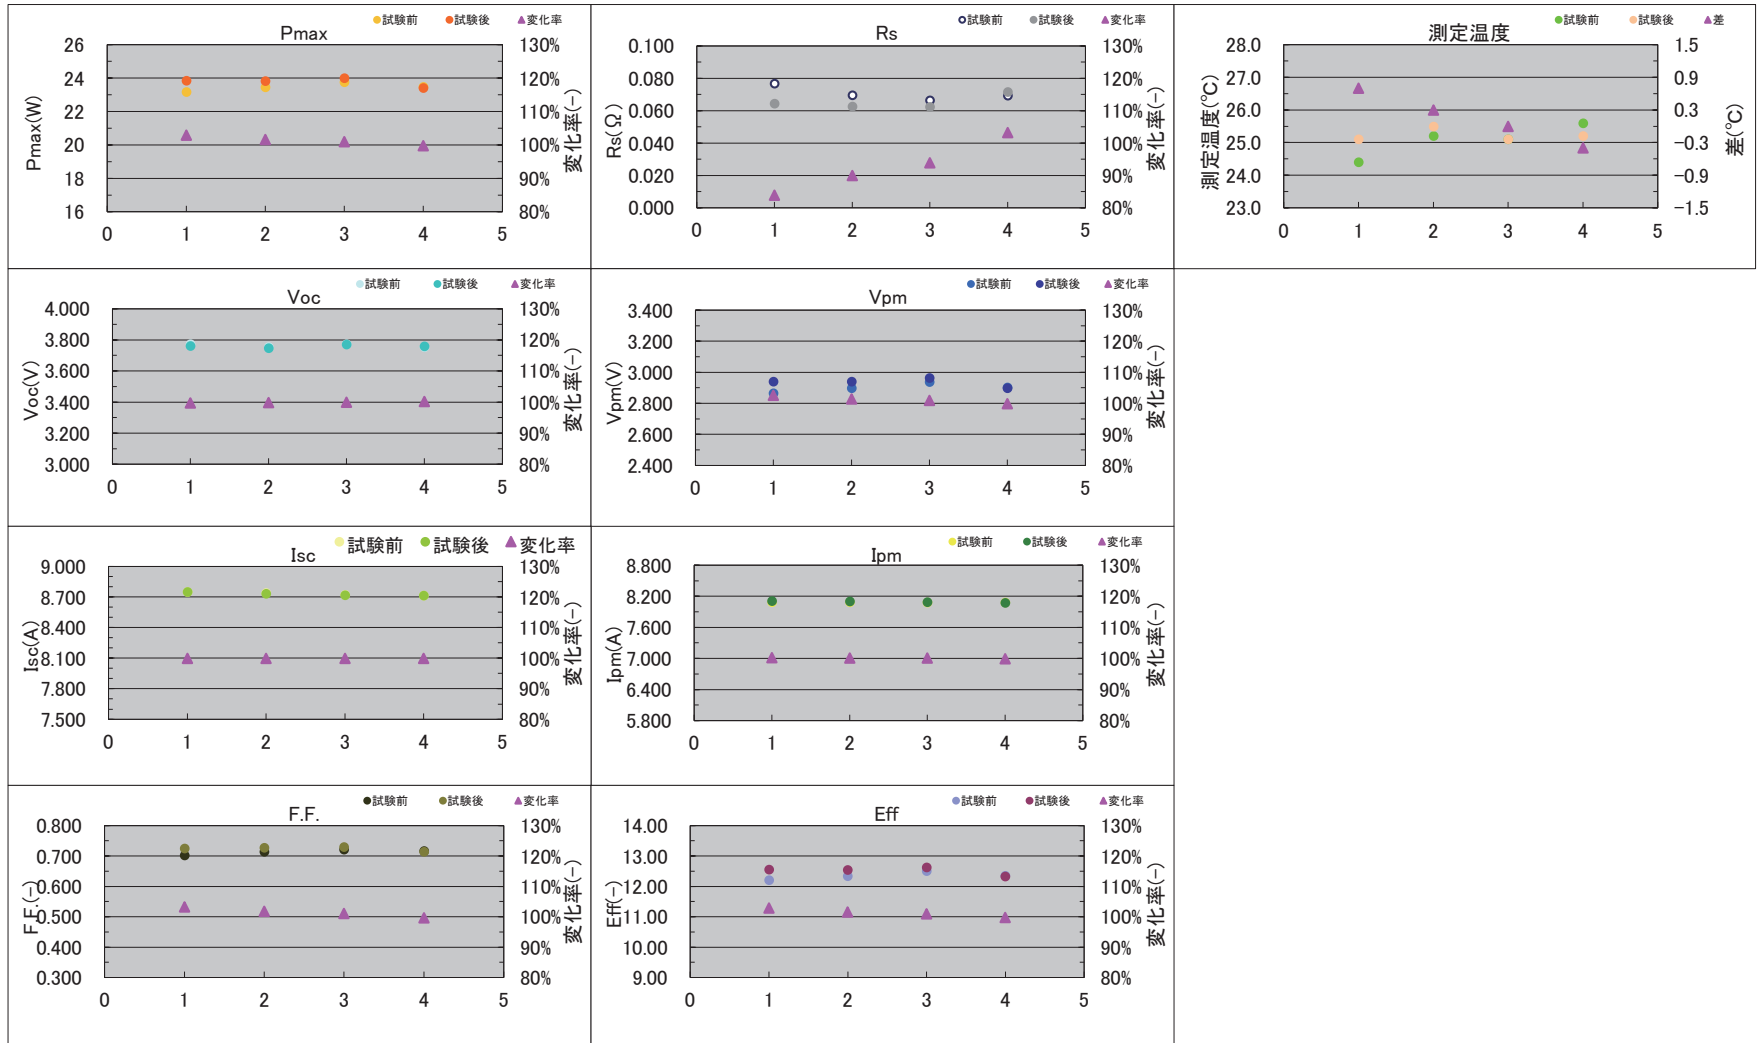 ●試験前 ●試験後 ▲変化率
Pmax
Pmax(W)
26
24
22
20
18
16
130%
120%
110%
100%
90%
80%
変化率(-)
0 1 2 3 4 5
○試験前 ●試験後 ▲変化率
Rs
Rs(Ω)
0.100
0.080
0.060
0.040
0.020
0.000
130%
120%
110%
100%
90%
80%
変化率(-)
0 1 2 3 4 5
●試験前 ●試験後 ▲差
測定温度
測定温度(℃)
28.0
27.0
26.0
25.0
24.0
23.0
1.5
0.9
0.3
-0.3
-0.9
-1.5
差(℃)
0 1 2 3 4 5
●試験前 ●試験後 ▲変化率
Voc
Voc(V)
4.000
3.800
3.600
3.400
3.200
3.000
130%
120%
110%
100%
90%
80%
変化率(-)
0 1 2 3 4 5
●試験前 ●試験後 ▲変化率
Vpm
Vpm(V)
3.400
3.200
3.000
2.800
2.600
2.400
130%
120%
110%
100%
90%
80%
変化率(-)
0 1 2 3 4 5
●試験前 ●試験後 ▲変化率
Isc
Isc(A)
9.000
8.700
8.400
8.100
7.800
7.500
130%
120%
110%
100%
90%
80%
変化率(-)
0 1 2 3 4 5
●試験前 ●試験後 ▲変化率
Ipm
Ipm(A)
8.800
8.200
7.600
7.000
6.400
5.800
130%
120%
110%
100%
90%
80%
変化率(-)
0 1 2 3 4 5
●試験前 ●試験後 ▲変化率
F.F.
F.F.(-)
0.800
0.700
0.600
0.500
0.400
0.300
130%
120%
110%
100%
90%
80%
変化率(-)
0 1 2 3 4 5
●試験前 ●試験後 ▲変化率
Eff
Eff(-)
14.00
13.00
12.00
11.00
10.00
9.00
130%
120%
110%
100%
90%
80%
変化率(-)
0 1 2 3 4 5